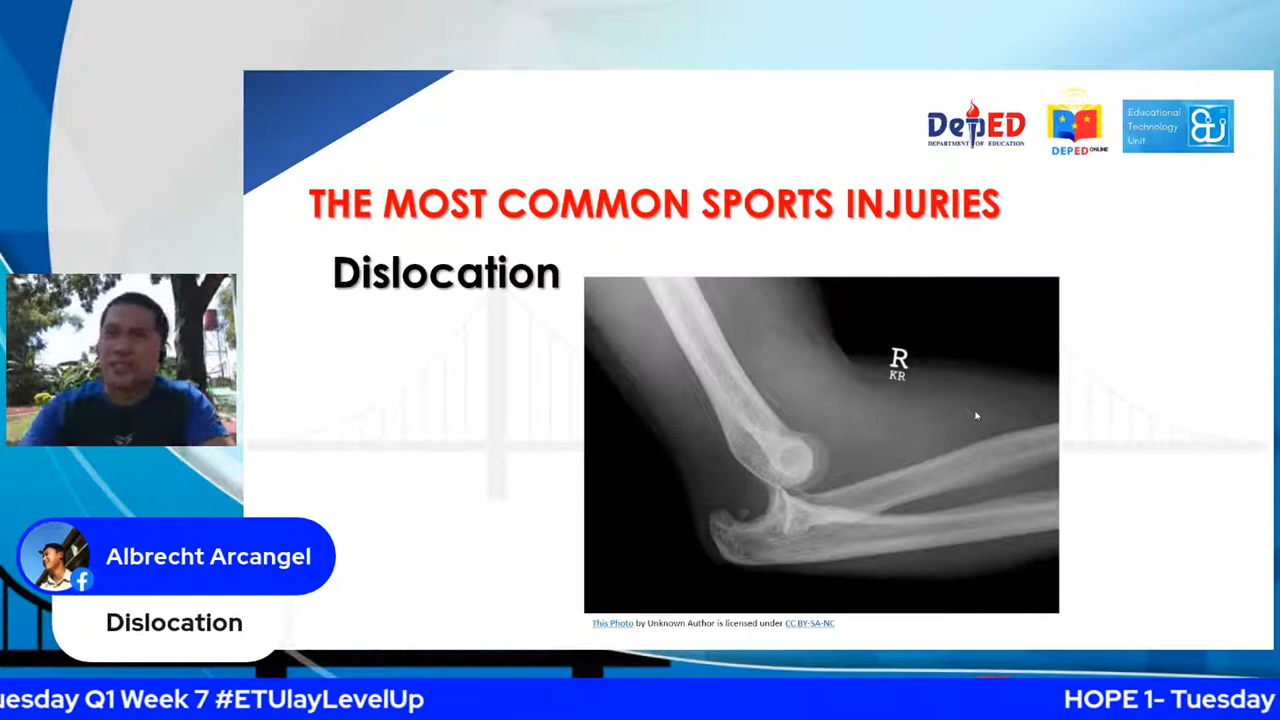 DepED
DEPARTMENT OF EDUCATION
DEPED ONLINE
Educational
Technology
Unit
THE MOST COMMON SPORTS INJURIES
Dislocation
R
KR
This Photo by Unknown Author is licensed under CC BY-SA-NC
Albrecht Arcangel
Dislocation
uesday Q1 Week 7 #ETUlayLevelUp
HOPE 1- Tuesday